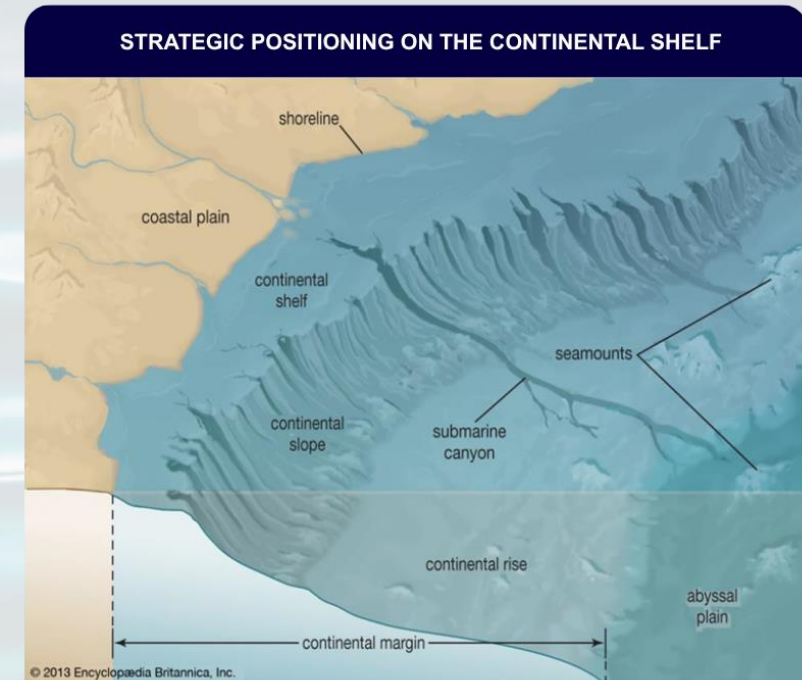 STRATEGIC POSITIONING ON THE CONTINENTAL SHELF
shoreline
coastal plain
continental
shelf
seamounts
continental
slope
submarine
canyon
continental rise
abyssal
plain
continental margin
© 2013 Encyclopædia Britannica, Inc.